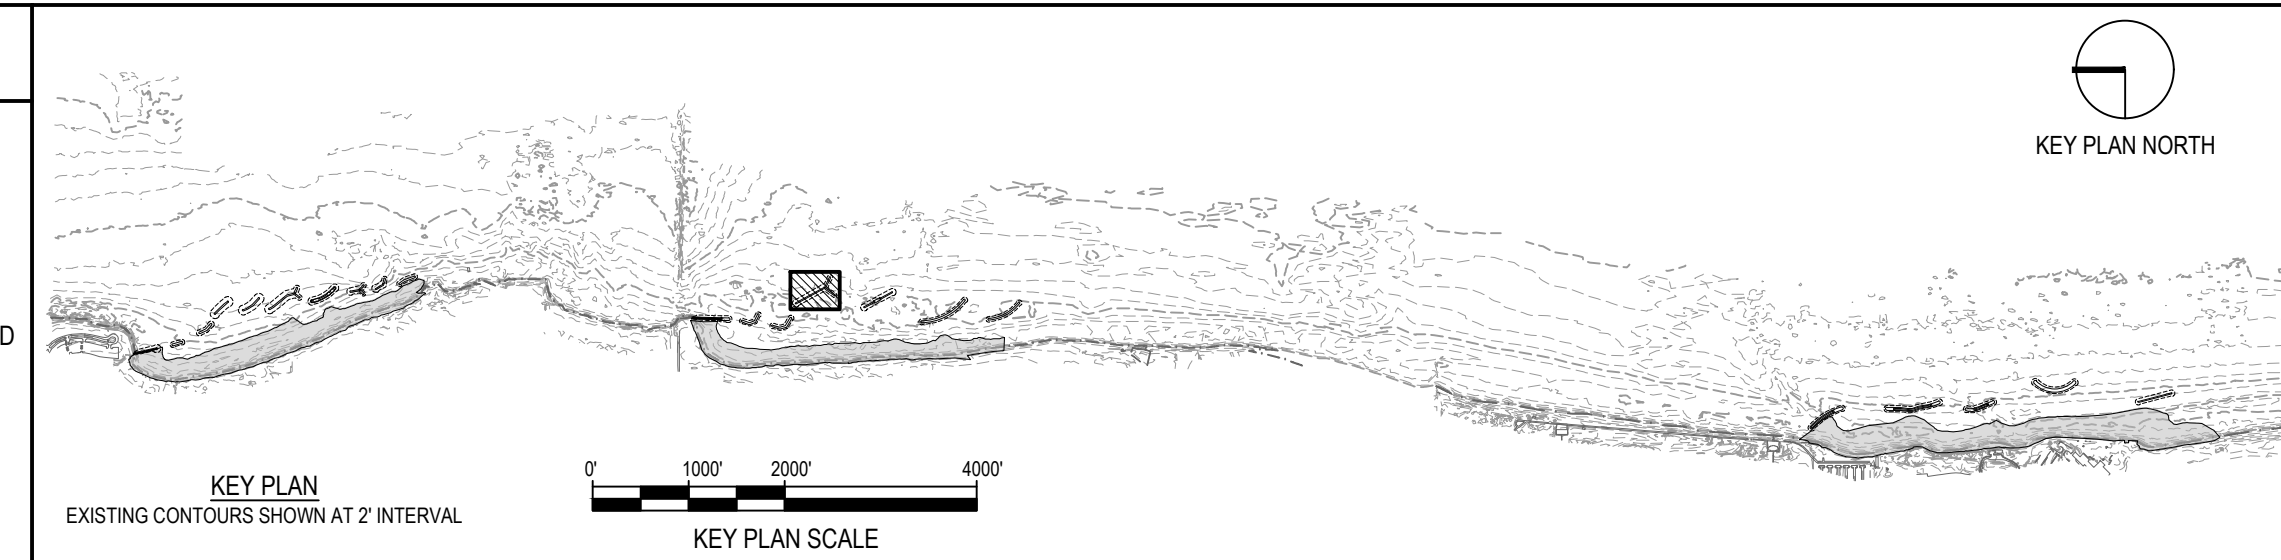 KEY PLAN NORTH
D
KEY PLAN
EXISTING CONTOURS SHOWN AT 2' INTERVAL
0' 1000' 2000' 4000'
KEY PLAN SCALE